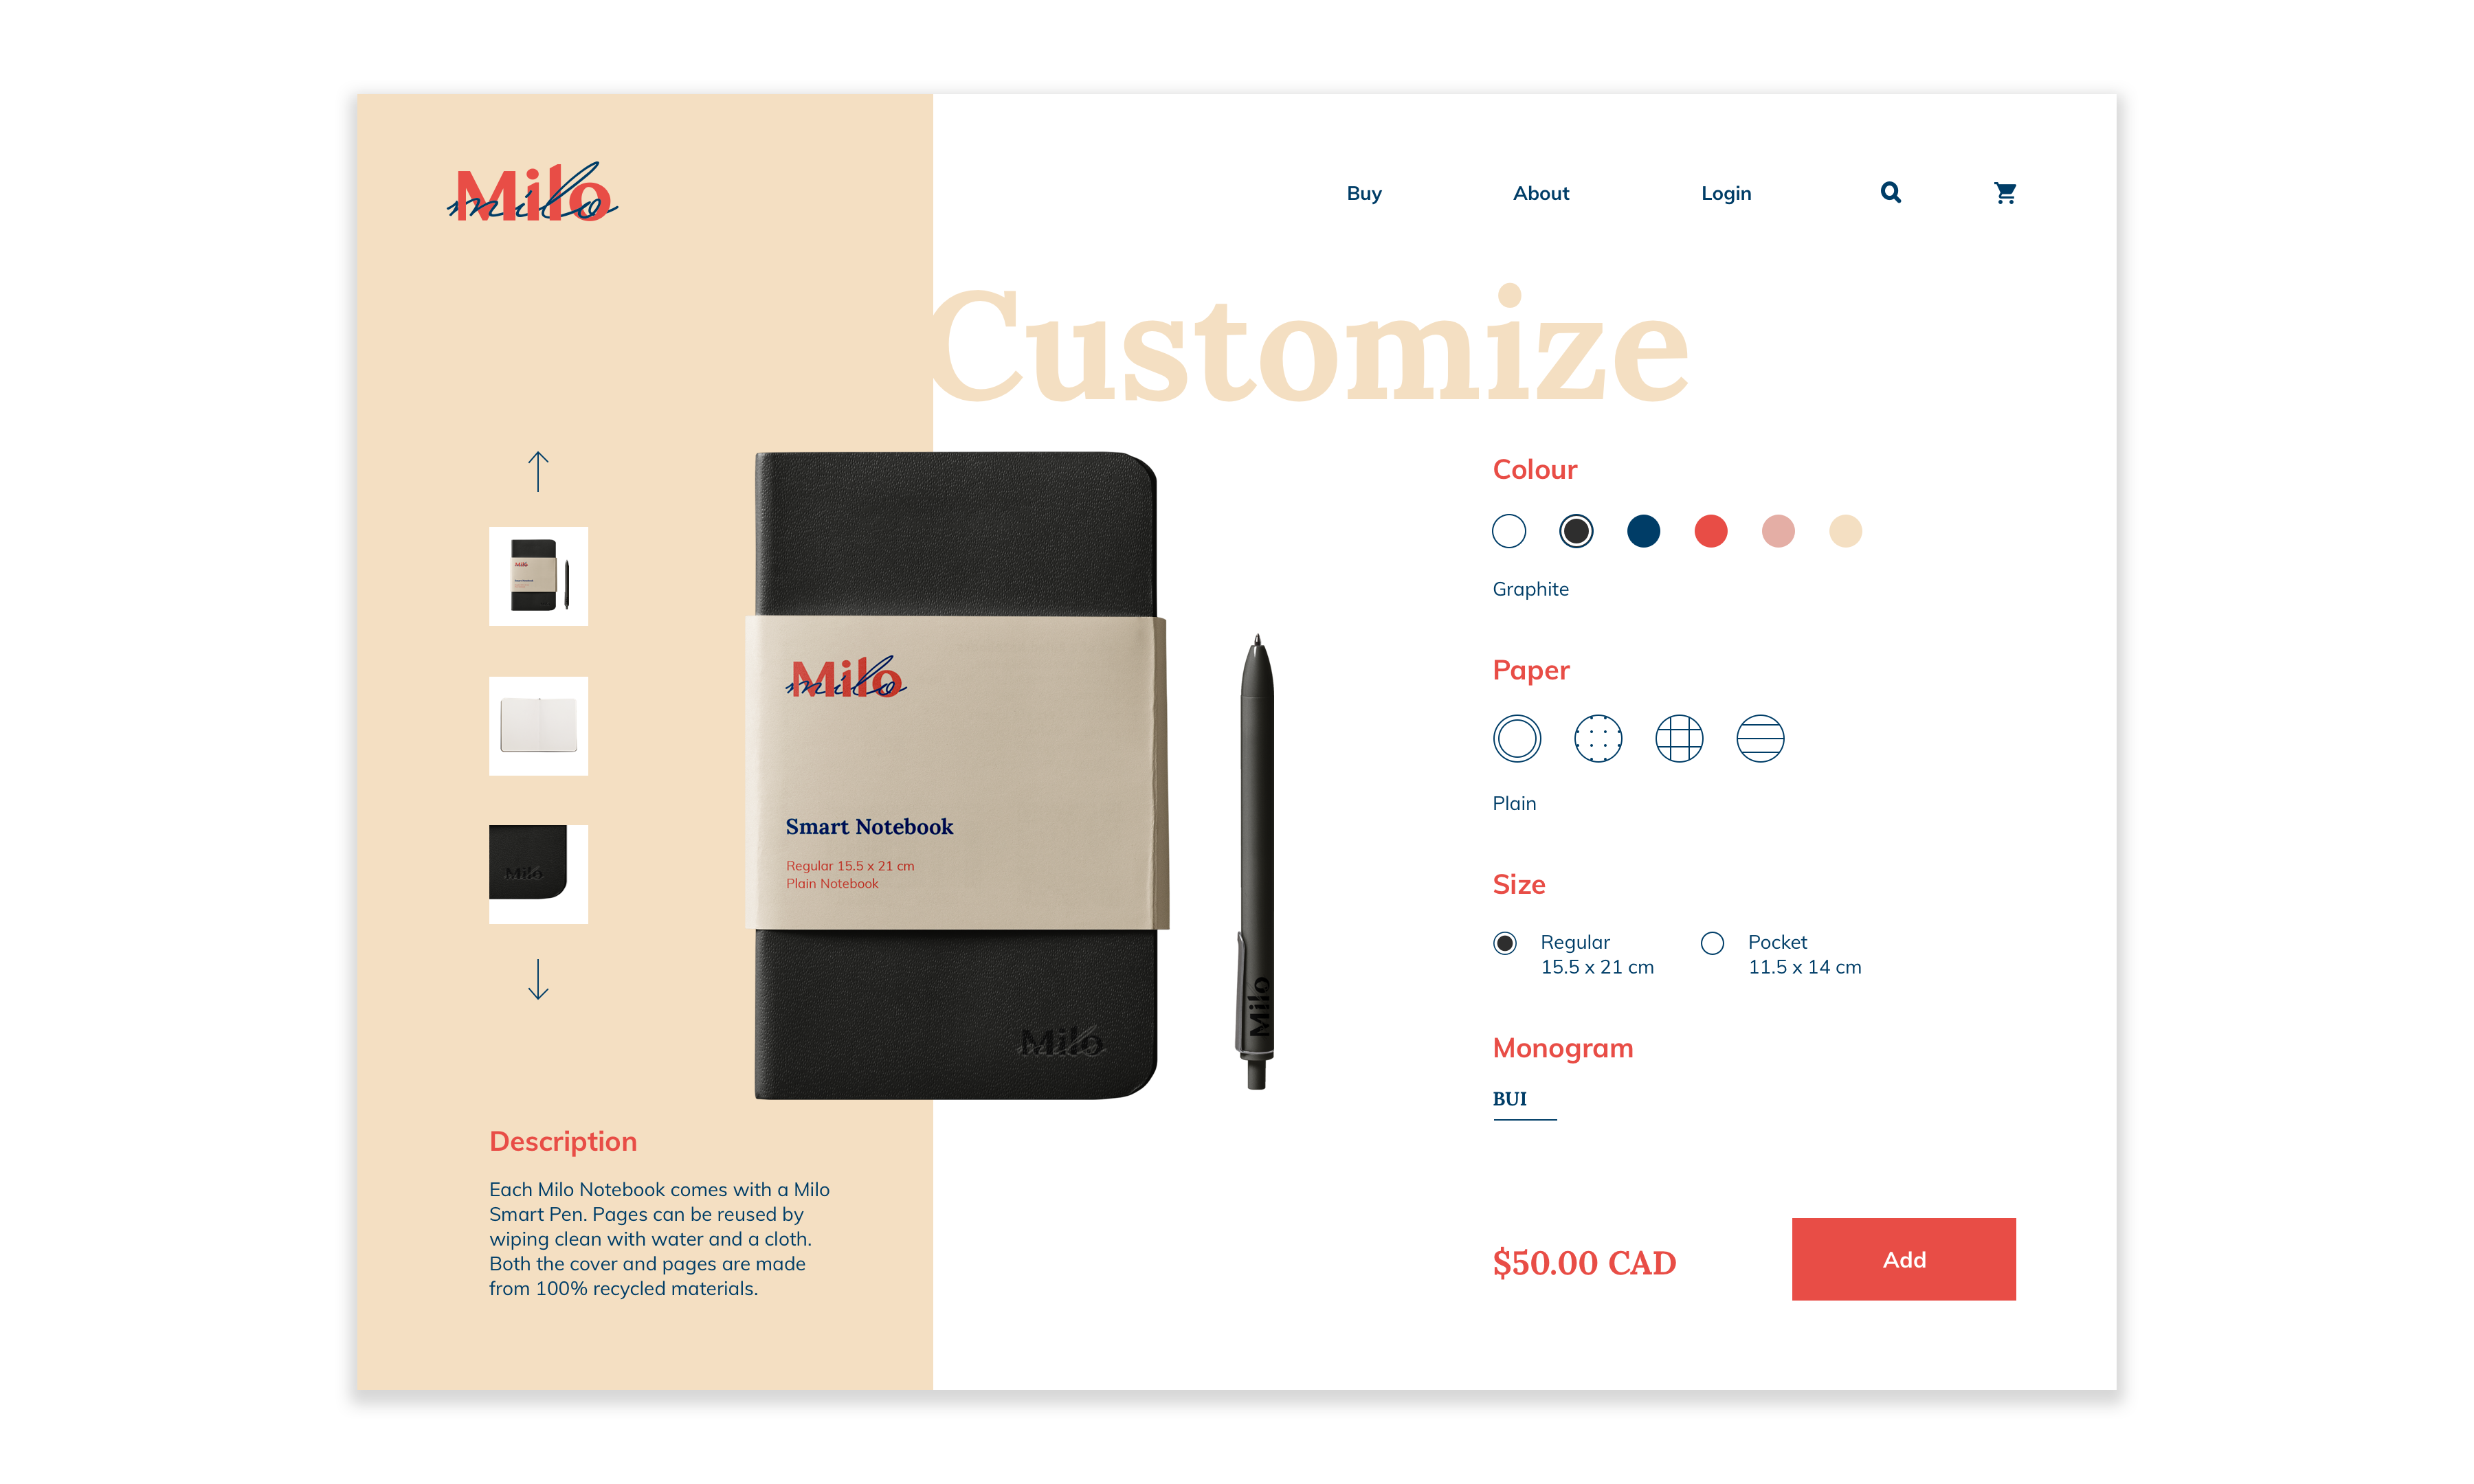 Milo
milo
Buy
About
Login
Customize
Milo
milo
Smart Notebook
Regular 15.5 x 21 cm
Plain Notebook
Milo
Milo
Milo
Colour
Graphite
Paper
Plain
Size
Regular
15.5 x 21 cm
Pocket
11.5 x 14 cm
Monogram
BUI
Description
Each Milo Notebook comes with a Milo
Smart Pen. Pages can be reused by
wiping clean with water and a cloth.
Both the cover and pages are made
from 100% recycled materials.
$50.00 CAD
Add